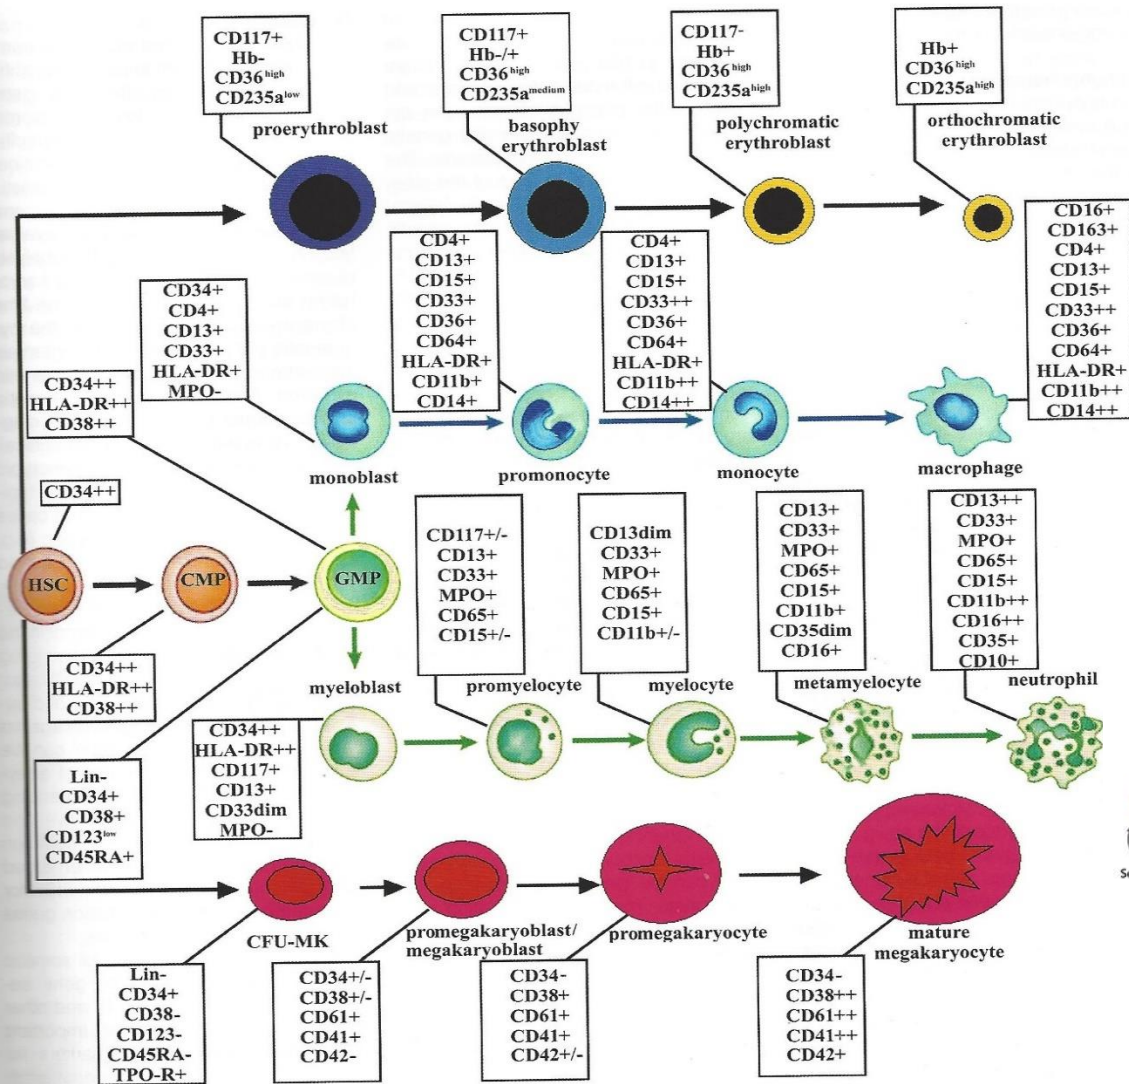 CD117+
Hb-
CD36high
CD235alow
proerythroblast
CD117+
Hb-/+
CD36high
CD235amedium
basophy
erythroblast
CD117-
Hb+
CD36high
CD235ahigh
polychromatic
erythroblast
Hb+
CD36high
CD235ahigh
orthochromatic
erythroblast
CD34+
CD4+
CD13+
CD33+
HLA-DR+
MPO-
monoblast
CD4+
CD13+
CD15+
CD33+
CD36+
CD64+
HLA-DR+
CD11b+
CD14+
promonocyte
CD4+
CD13+
CD15+
CD33++
CD36+
CD64+
HLA-DR+
CD11b++
CD14++
monocyte
CD16+
CD163+
CD4+
CD13+
CD15+
CD33++
CD36+
CD64+
HLA-DR+
CD11b++
CD14++
macrophage
CD34++
HLA-DR++
CD38++
CD34++
HSC
CMP
GMP
CD34++
HLA-DR++
CD38++
Lin-
CD34+
CD38+
CD123low
CD45RA+
myeloblast
CD34++
HLA-DR++
CD117+
CD13+
CD33dim
MPO-
CD117+/-
CD13+
CD33+
MPO+
CD65+
CD15+/-
promyelocyte
CD13dim
CD33+
MPO+
CD65+
CD15+
CD11b+/-
myelocyte
CD13+
CD33+
MPO+
CD65+
CD15+
CD11b+
CD35dim
CD16+
metamyelocyte
CD13++
CD33+
MPO+
CD65+
CD15+
CD11b++
CD16++
CD35+
CD10+
neutrophil
CFU-MK
Lin-
CD34+
CD38-
CD123-
CD45RA-
TPO-R+
promegakaryoblast/
megakaryoblast
CD34+/-
CD38+/-
CD61+
CD41+
CD42-
promegakaryocyte
CD34-
CD38+
CD61+
CD41+
CD42+/-
mature
megakaryocyte
CD34-
CD38++
CD61++
CD41++
CD42+